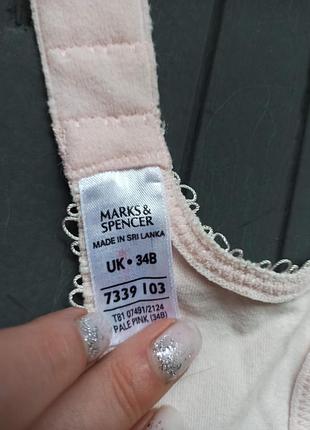 MARKS &
SPENCER
MADE IN SRI LANKA
UK • 34B
7339 103
T81 07491/2124
PALE PINK (34B)